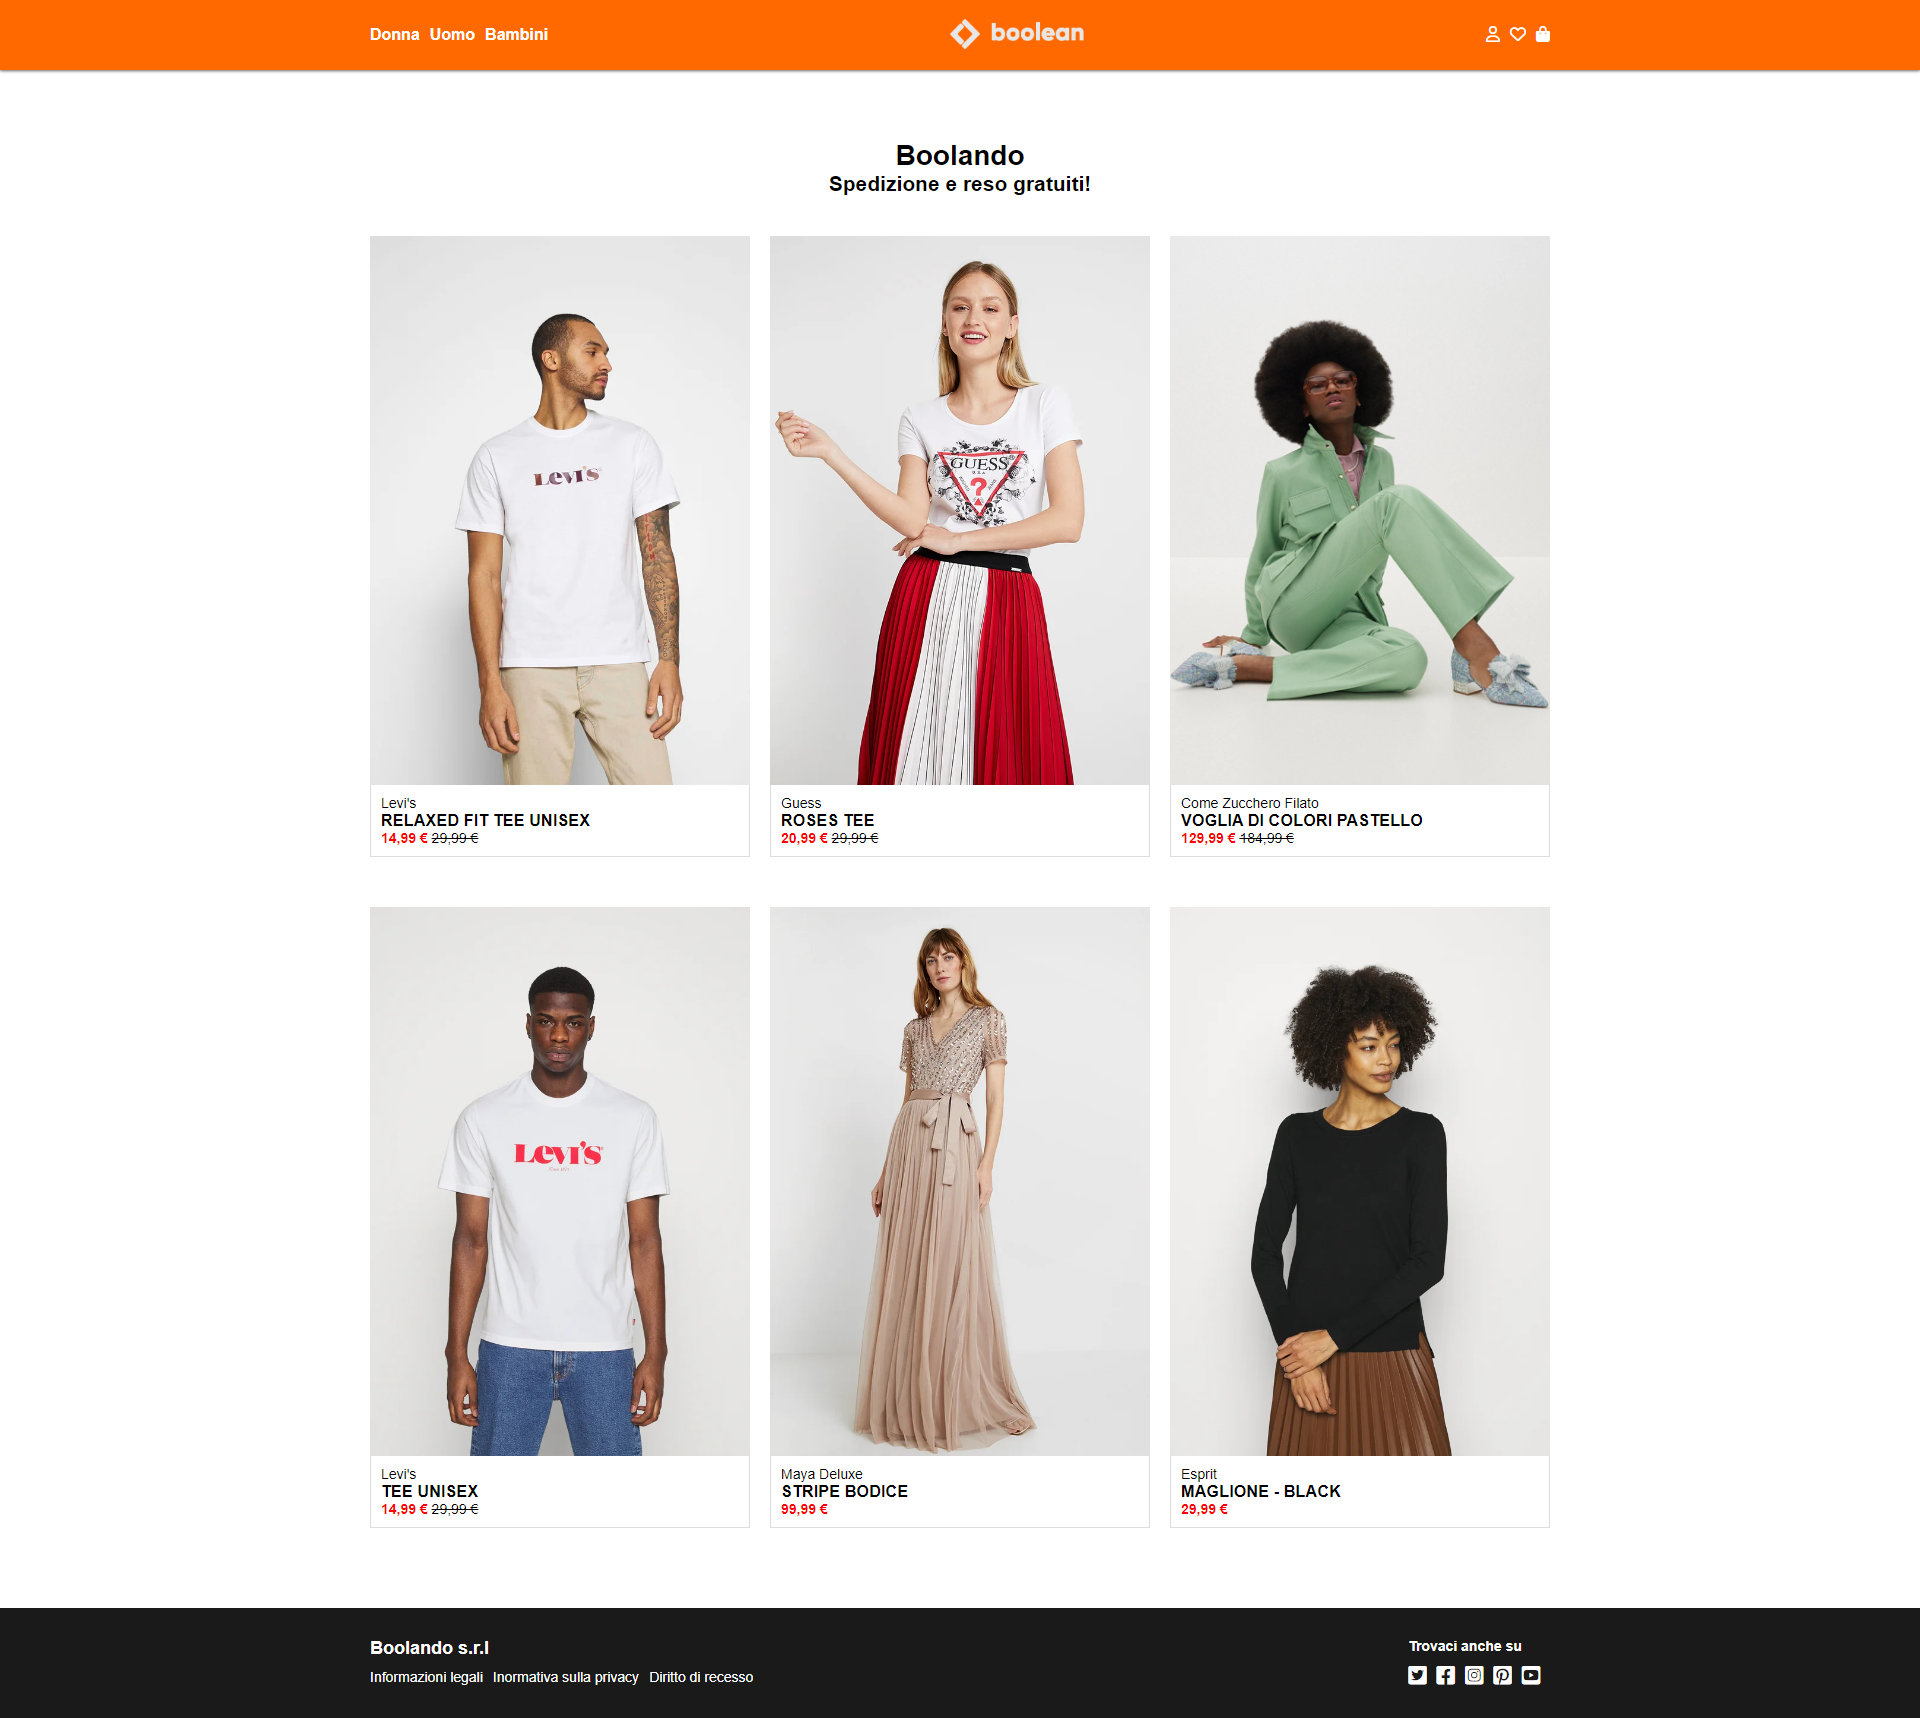 Donna Uomo Bambini
boolean
Boolando
Spedizione e reso gratuiti!
LEVI'S
GUESS
U.S.A.
?
Levi's
RELAXED FIT TEE UNISEX
14,99 € 29,99 €
Guess
ROSES TEE
20,99 € 29,99 €
Come Zucchero Filato
VOGLIA DI COLORI PASTELLO
129,99 € 184,99 €
LEVI'S
Levi's
TEE UNISEX
14,99 € 29,99 €
Maya Deluxe
STRIPE BODICE
99,99 €
Esprit
MAGLIONE - BLACK
29,99 €
Boolando s.r.l
Informazioni legali Inormativa sulla privacy Diritto di recesso
Trovaci anche su